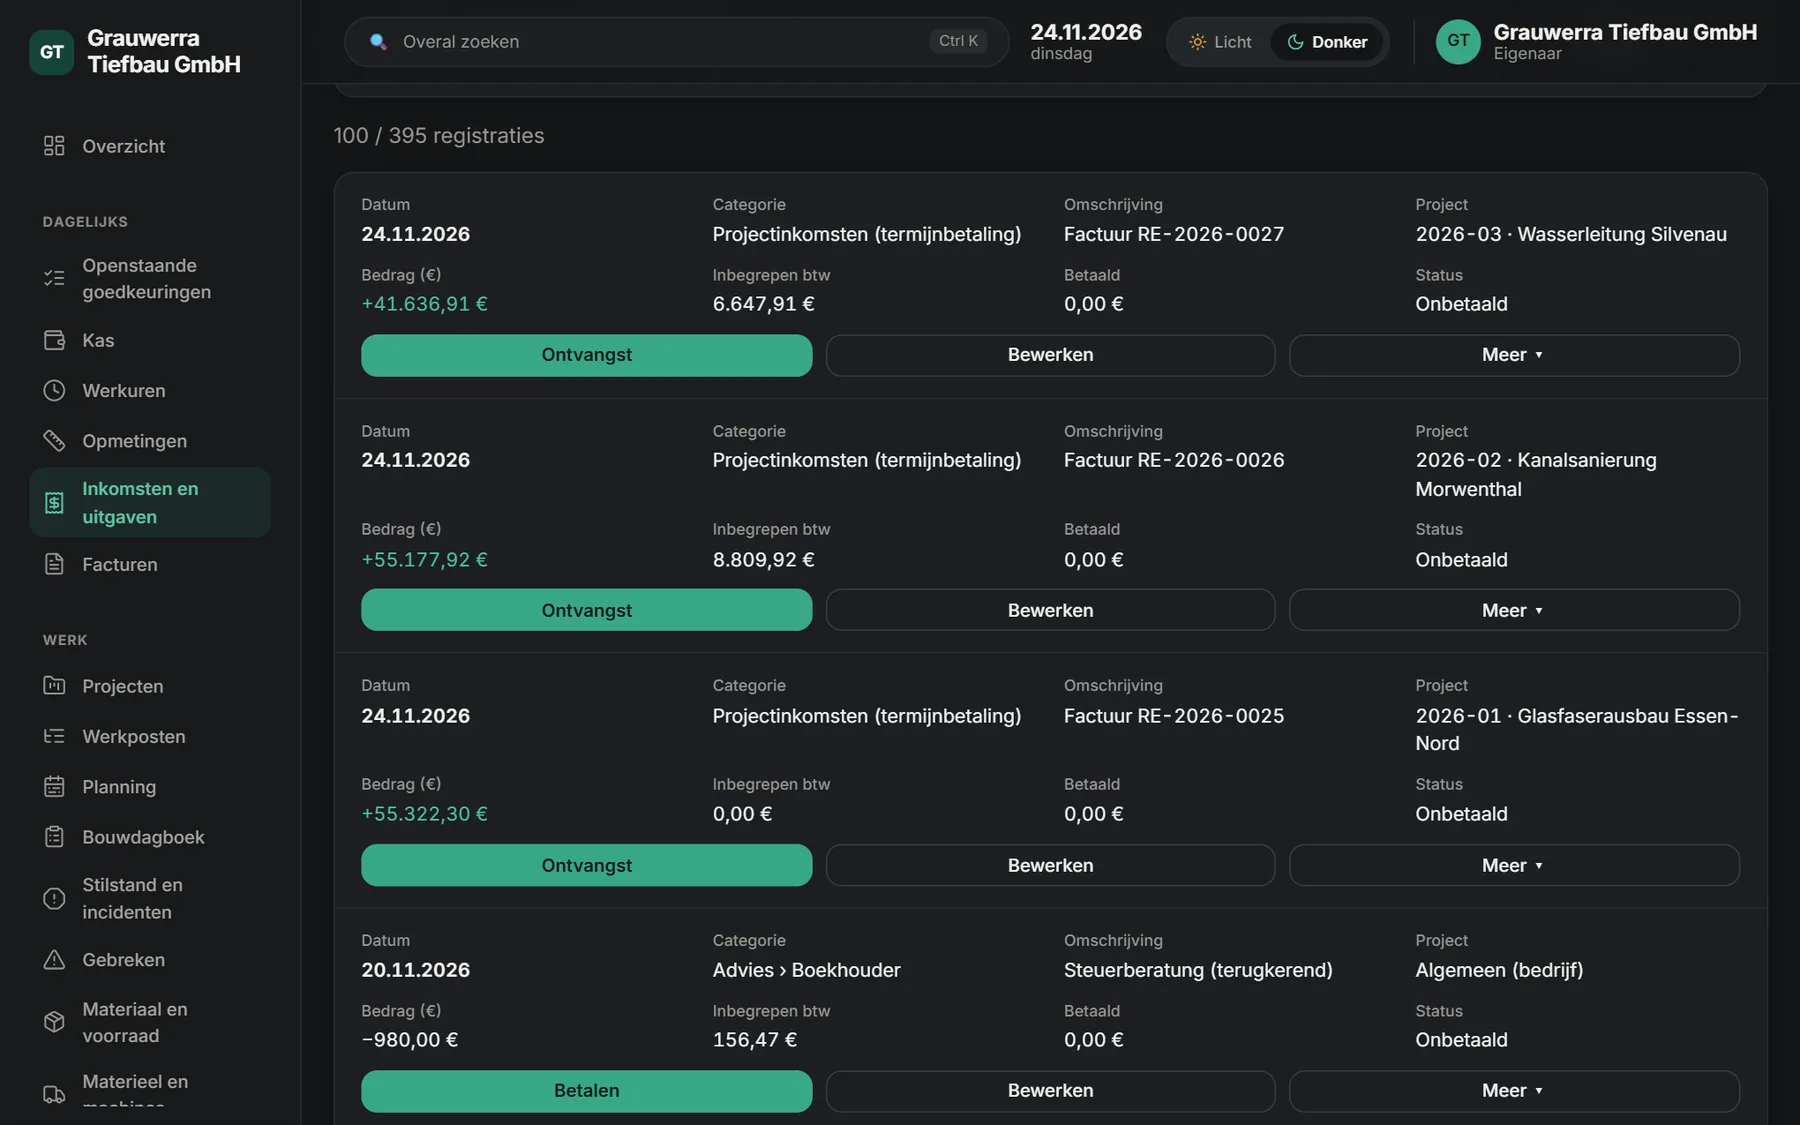 GT
Grauwerra
Tiefbau GmbH
Overzicht
DAGELIJKS
Openstaande
goedkeuringen
Kas
Werkuren
Opmetingen
Inkomsten en
uitgaven
Facturen
WERK
Projecten
Werkposten
Planning
Bouwdagboek
Stilstand en
incidenten
Gebreken
Materiaal en
voorraad
Materieel en
machines
Overal zoeken
Ctrl K
24.11.2026
dinsdag
Licht
Donker
GT
Grauwerra Tiefbau GmbH
Eigenaar
100 / 395 registraties
Datum Categorie Omschrijving Project
24.11.2026 Projectinkomsten (termijnbetaling) Factuur RE-2026-0027 2026-03 · Wasserleitung Silvenau
Bedrag (€) Inbegrepen btw Betaald Status
+41.636,91 € 6.647,91 € 0,00 € Onbetaald
Ontvangst Bewerken Meer ▾
Datum Categorie Omschrijving Project
24.11.2026 Projectinkomsten (termijnbetaling) Factuur RE-2026-0026 2026-02 · Kanalsanierung
Morwenthal
Bedrag (€) Inbegrepen btw Betaald Status
+55.177,92 € 8.809,92 € 0,00 € Onbetaald
Ontvangst Bewerken Meer ▾
Datum Categorie Omschrijving Project
24.11.2026 Projectinkomsten (termijnbetaling) Factuur RE-2026-0025 2026-01 · Glasfaserausbau Essen-
Nord
Bedrag (€) Inbegrepen btw Betaald Status
+55.322,30 € 0,00 € 0,00 € Onbetaald
Ontvangst Bewerken Meer ▾
Datum Categorie Omschrijving Project
20.11.2026 Advies › Boekhouder Steuerberatung (terugkerend) Algemeen (bedrijf)
Bedrag (€) Inbegrepen btw Betaald Status
−980,00 € 156,47 € 0,00 € Onbetaald
Betalen Bewerken Meer ▾